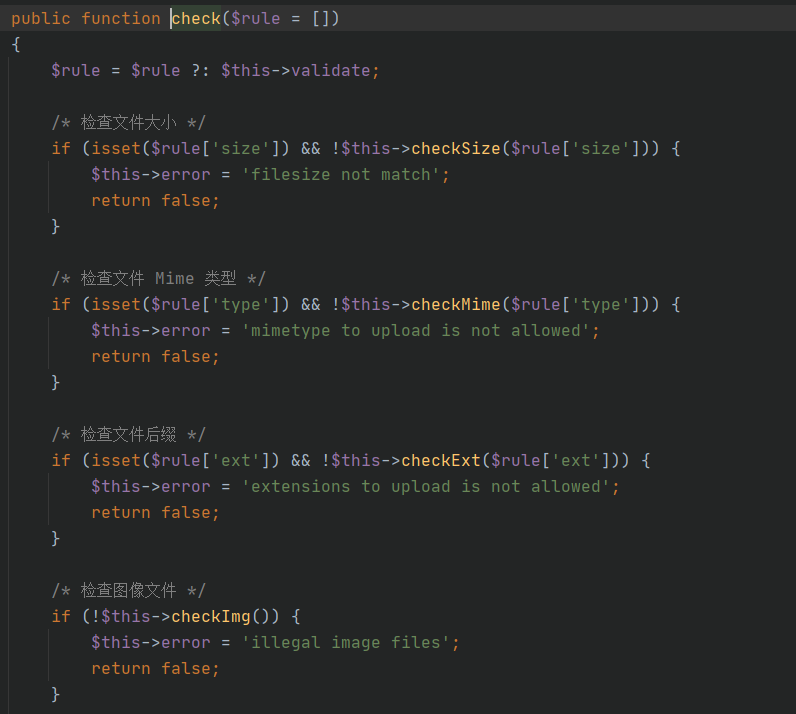 public function check($rule = [])
{
    $rule = $rule ?: $this->validate;

    /* 检查文件大小 */
    if (isset($rule['size']) && !$this->checkSize($rule['size'])) {
        $this->error = 'filesize not match';
        return false;
    }

    /* 检查文件 Mime 类型 */
    if (isset($rule['type']) && !$this->checkMime($rule['type'])) {
        $this->error = 'mimetype to upload is not allowed';
        return false;
    }

    /* 检查文件后缀 */
    if (isset($rule['ext']) && !$this->checkExt($rule['ext'])) {
        $this->error = 'extensions to upload is not allowed';
        return false;
    }

    /* 检查图像文件 */
    if (!$this->checkImg()) {
        $this->error = 'illegal image files';
        return false;
    }